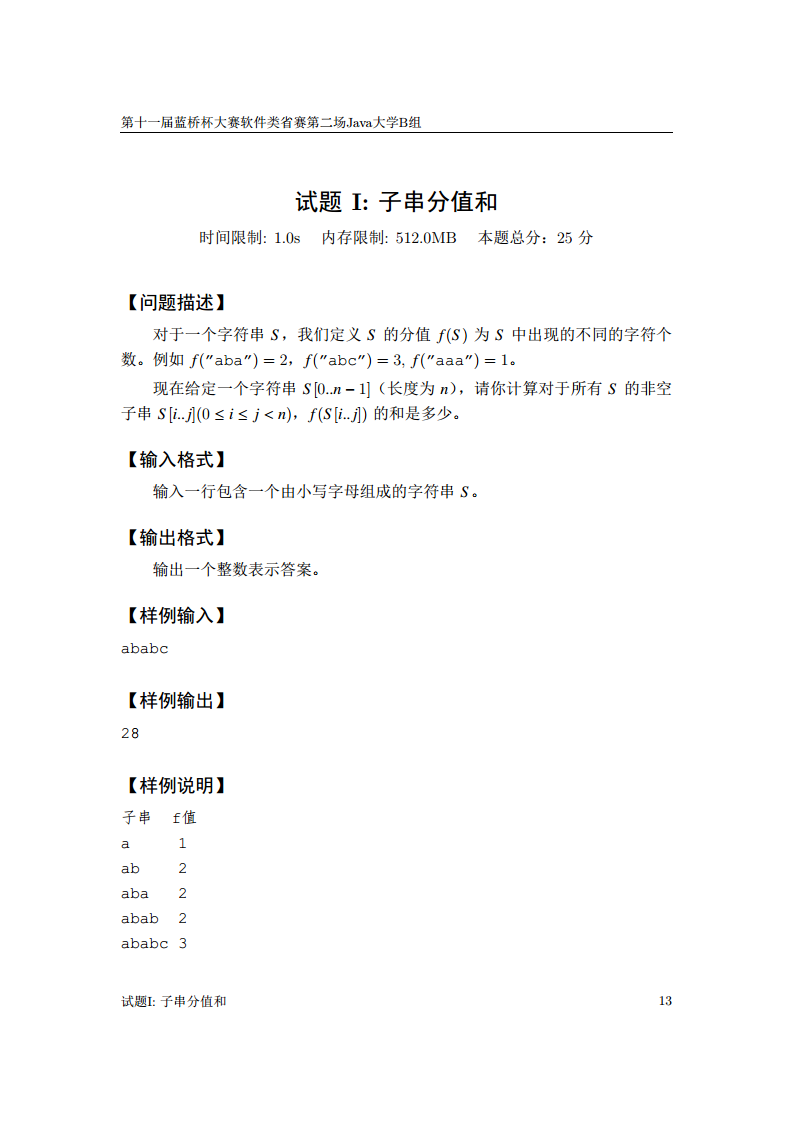 第十一届蓝桥杯大赛软件类省赛第二场Java大学B组
试题 I: 子串分值和
时间限制: 1.0s 内存限制: 512.0MB 本题总分：25 分
【问题描述】
对于一个字符串 S，我们定义 S 的分值 f(S) 为 S 中出现的不同的字符个
数。例如 f("aba") = 2，f("abc") = 3, f("aaa") = 1。
现在给定一个字符串 S[0..n − 1]（长度为 n），请你计算对于所有 S 的非空
子串 S[i..j](0 ≤ i ≤ j < n)，f(S[i..j]) 的和是多少。
【输入格式】
输入一行包含一个由小写字母组成的字符串 S。
【输出格式】
输出一个整数表示答案。
【样例输入】
ababc
【样例输出】
28
【样例说明】
子串 f值
a 1
ab 2
aba 2
abab 2
ababc 3
试题I: 子串分值和 13